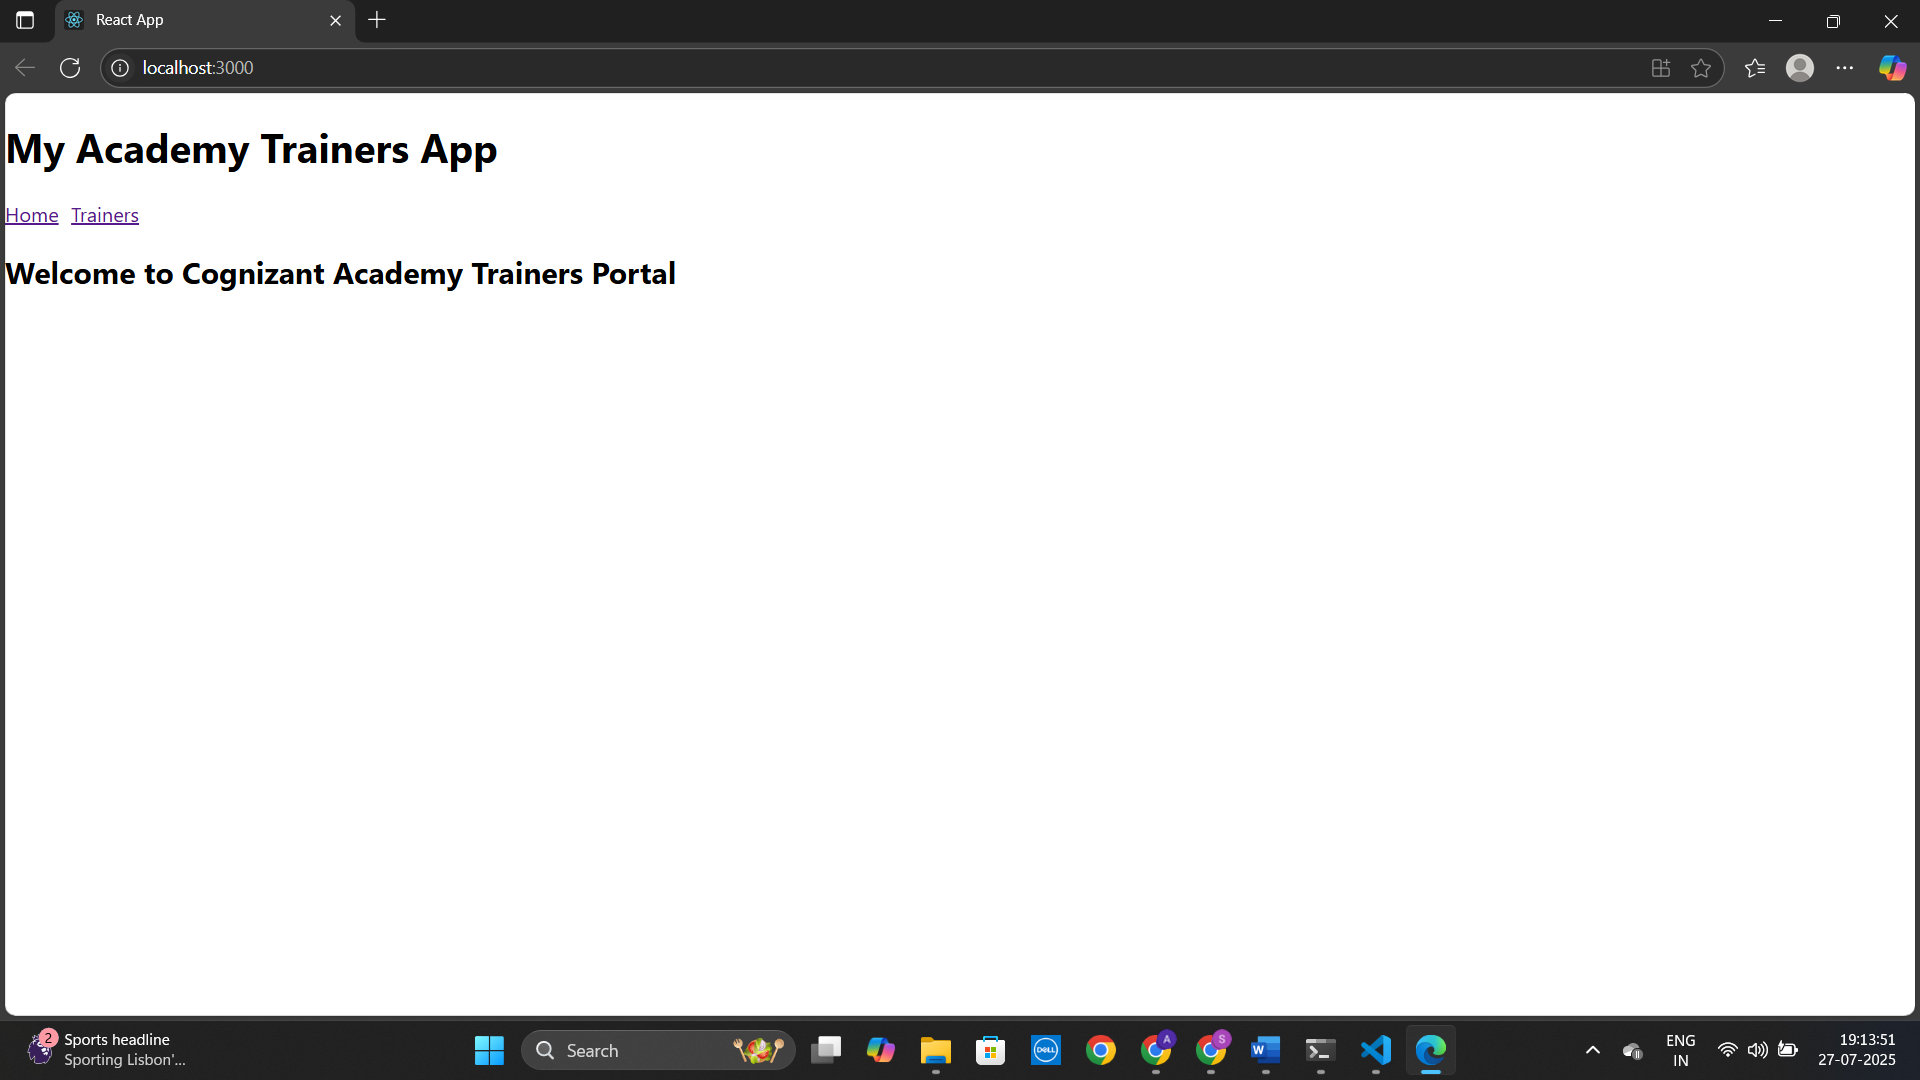 React App
localhost:3000
My Academy Trainers App
Home Trainers
Welcome to Cognizant Academy Trainers Portal
2
Sports headline
Sporting Lisbon'...
Search
DELL
A
S
W
ENG
IN
19:13:51
27-07-2025